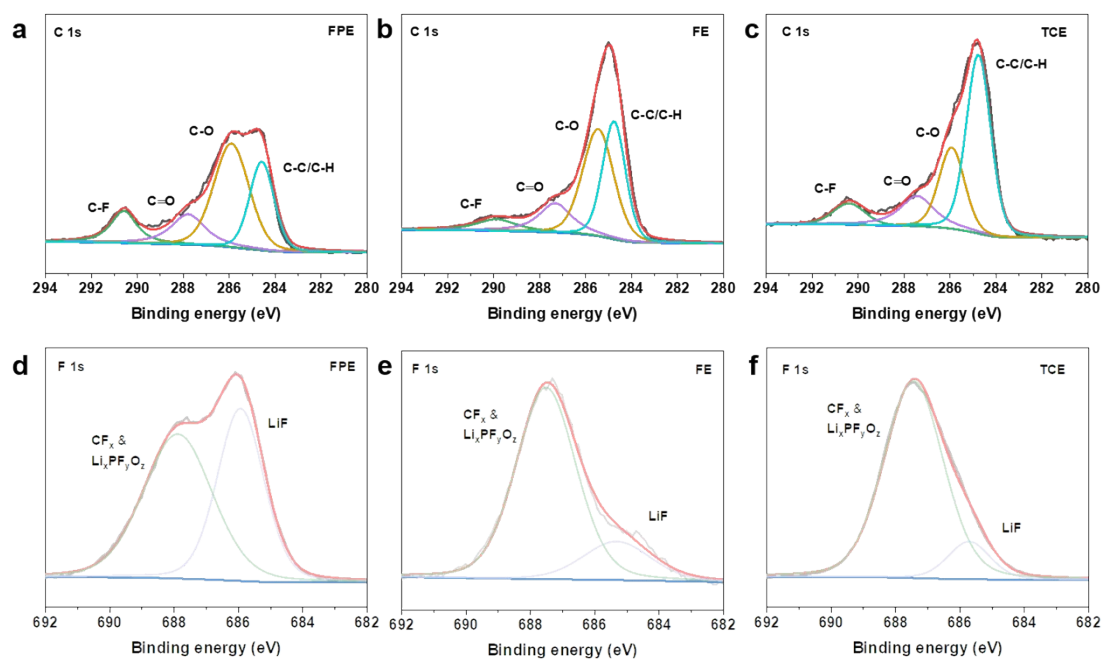 a
C 1s
FPE
C-F
C=O
C-O
C-C/C-H
294 292 290 288 286 284 282 280
Binding energy (eV)
b
C 1s
FE
C-F
C=O
C-O
C-C/C-H
294 292 290 288 286 284 282 280
Binding energy (eV)
c
C 1s
TCE
C-F
C=O
C-O
C-C/C-H
294 292 290 288 286 284 282 280
Binding energy (eV)
d
F 1s
FPE
CFₓ &
LiₓPFᵧO𝓏
LiF
692 690 688 686 684 682
Binding energy (eV)
e
F 1s
FE
CFₓ &
LiₓPFᵧO𝓏
LiF
692 690 688 686 684 682
Binding energy (eV)
f
F 1s
TCE
CFₓ &
LiₓPFᵧO𝓏
LiF
692 690 688 686 684 682
Binding energy (eV)